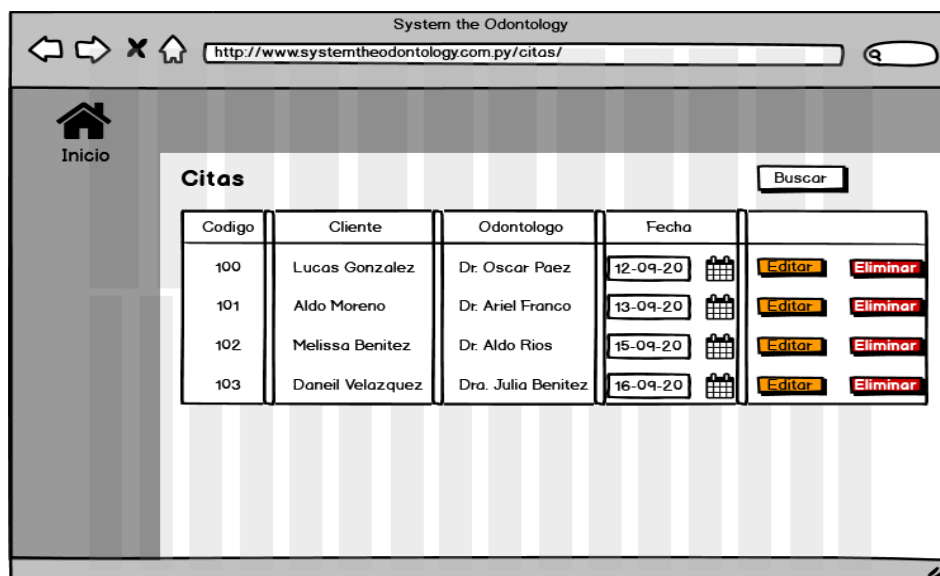 System the Odontology
http://www.systemtheodontology.com.py/citas/
Inicio
Citas
Buscar
Codigo Cliente Odontologo Fecha
100 Lucas Gonzalez Dr. Oscar Paez 12-09-20 Editar Eliminar
101 Aldo Moreno Dr. Ariel Franco 13-09-20 Editar Eliminar
102 Melissa Benitez Dr. Aldo Rios 15-09-20 Editar Eliminar
103 Daneil Velazquez Dra. Julia Benitez 16-09-20 Editar Eliminar